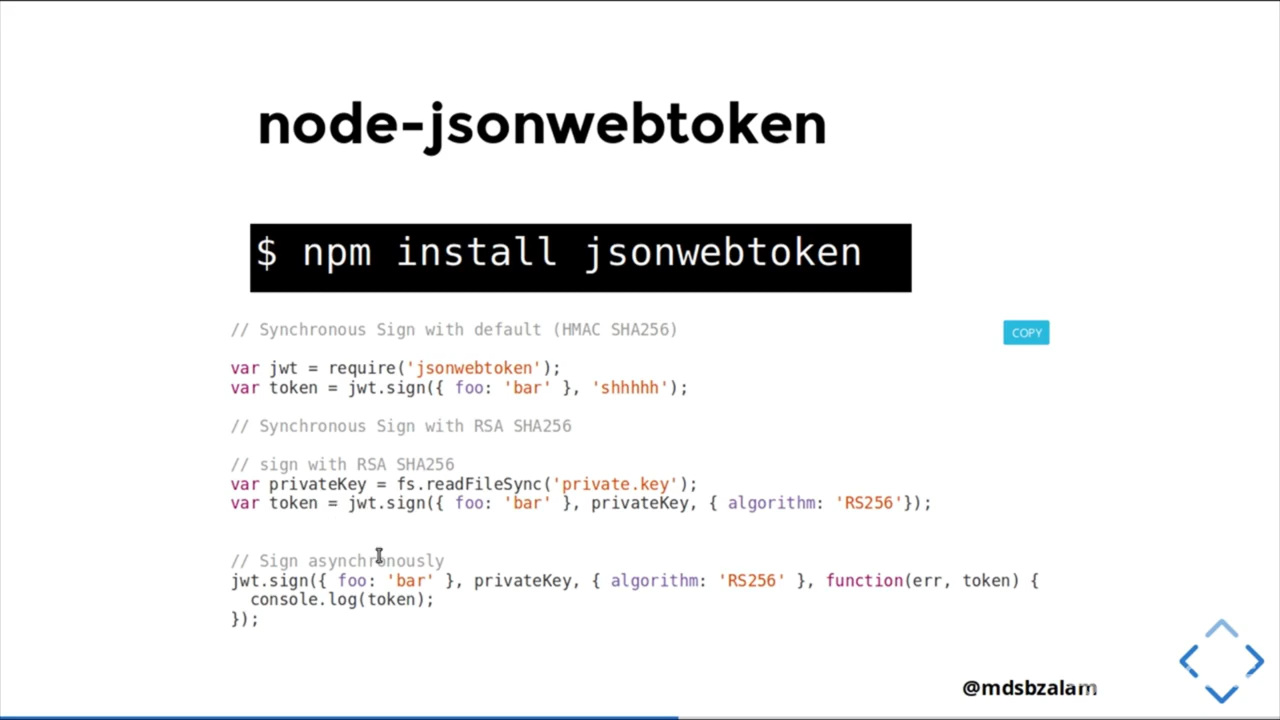 node-jsonwebtoken
$ npm install jsonwebtoken
// Synchronous Sign with default (HMAC SHA256)
COPY
var jwt = require('jsonwebtoken');
var token = jwt.sign({ foo: 'bar' }, 'shhhhh');
// Synchronous Sign with RSA SHA256
// sign with RSA SHA256
var privateKey = fs.readFileSync('private.key');
var token = jwt.sign({ foo: 'bar' }, privateKey, { algorithm: 'RS256'});
// Sign asynchronously
jwt.sign({ foo: 'bar' }, privateKey, { algorithm: 'RS256' }, function(err, token) {
  console.log(token);
});
@mdsbzalam